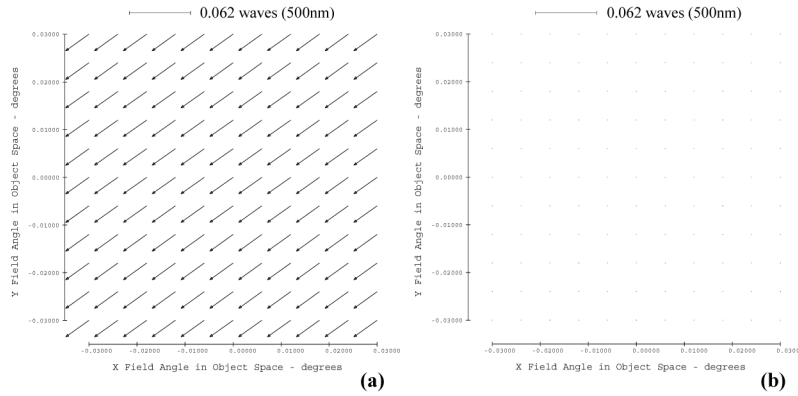 0.062 waves (500nm)
0.03000
0.02000
0.01000
0.00000
-0.01000
-0.02000
-0.03000
Y Field Angle in Object Space - degrees
-0.03000 -0.02000 -0.01000 0.00000 0.01000 0.02000 0.03000
X Field Angle in Object Space - degrees
(a)
0.062 waves (500nm)
0.03000
0.02000
0.01000
0.00000
-0.01000
-0.02000
-0.03000
Y Field Angle in Object Space - degrees
-0.03000 -0.02000 -0.01000 0.00000 0.01000 0.02000 0.0300
X Field Angle in Object Space - degrees
(b)